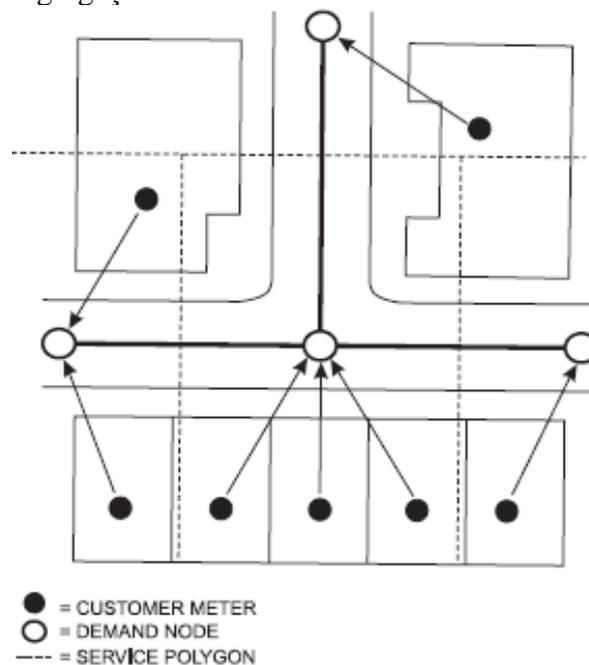 = CUSTOMER METER
= DEMAND NODE
= SERVICE POLYGON